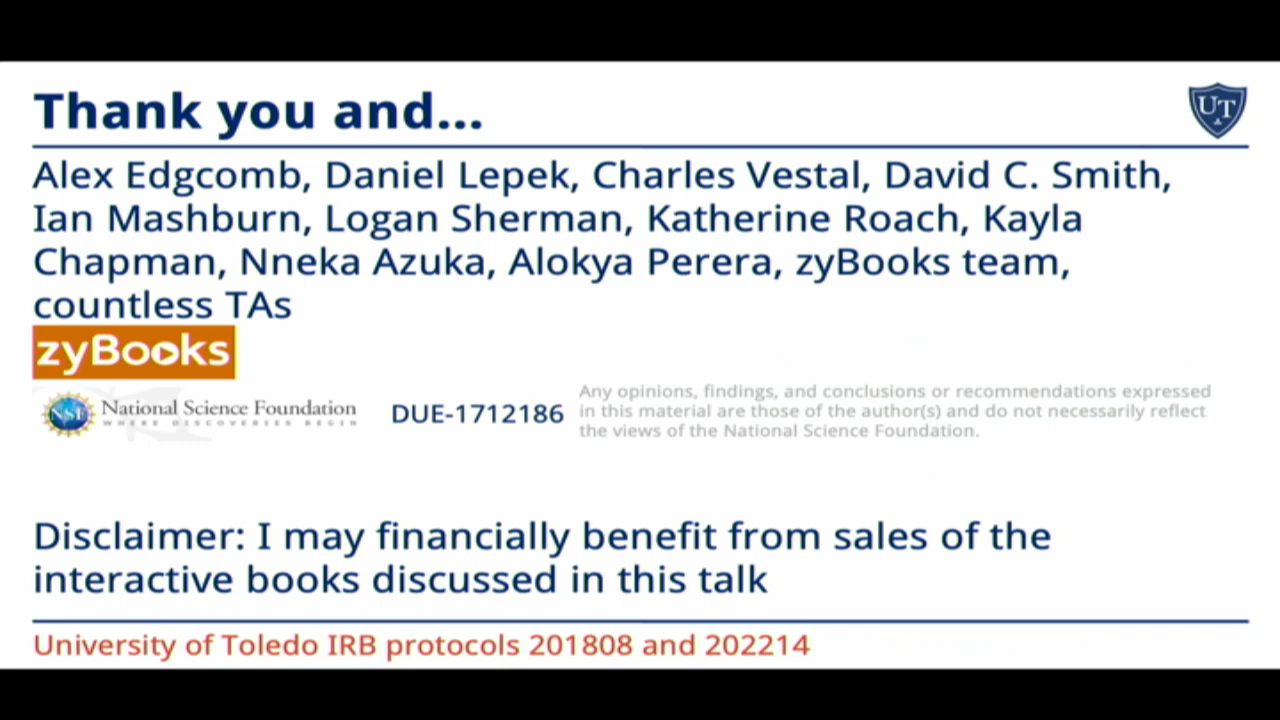 Thank you and...
UT
Alex Edgcomb, Daniel Lepek, Charles Vestal, David C. Smith,
Ian Mashburn, Logan Sherman, Katherine Roach, Kayla
Chapman, Nneka Azuka, Alokya Perera, zyBooks team,
countless TAs
zyBooks
NSF National Science Foundation
WHERE DISCOVERIES BEGIN
DUE-1712186
Any opinions, findings, and conclusions or recommendations expressed
in this material are those of the author(s) and do not necessarily reflect
the views of the National Science Foundation.
Disclaimer: I may financially benefit from sales of the
interactive books discussed in this talk
University of Toledo IRB protocols 201808 and 202214